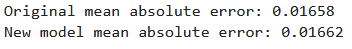 Original mean absolute error: 0.01658
New model mean absolute error: 0.01662